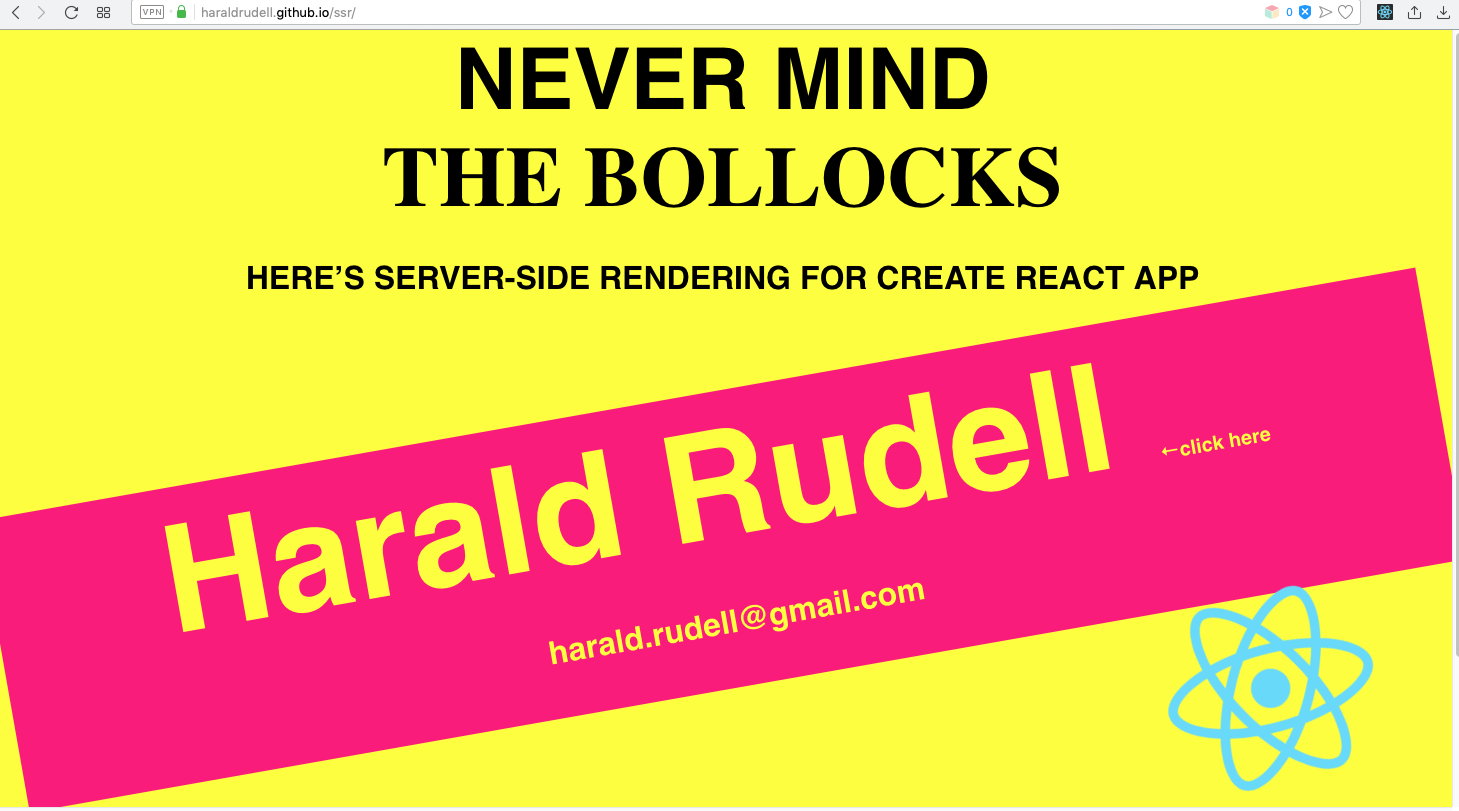 VPN haraldrudell.github.io/ssr/ 0
NEVER MIND
THE BOLLOCKS
HERE’S SERVER-SIDE RENDERING FOR CREATE REACT APP
Harald Rudell
←click here
harald.rudell@gmail.com